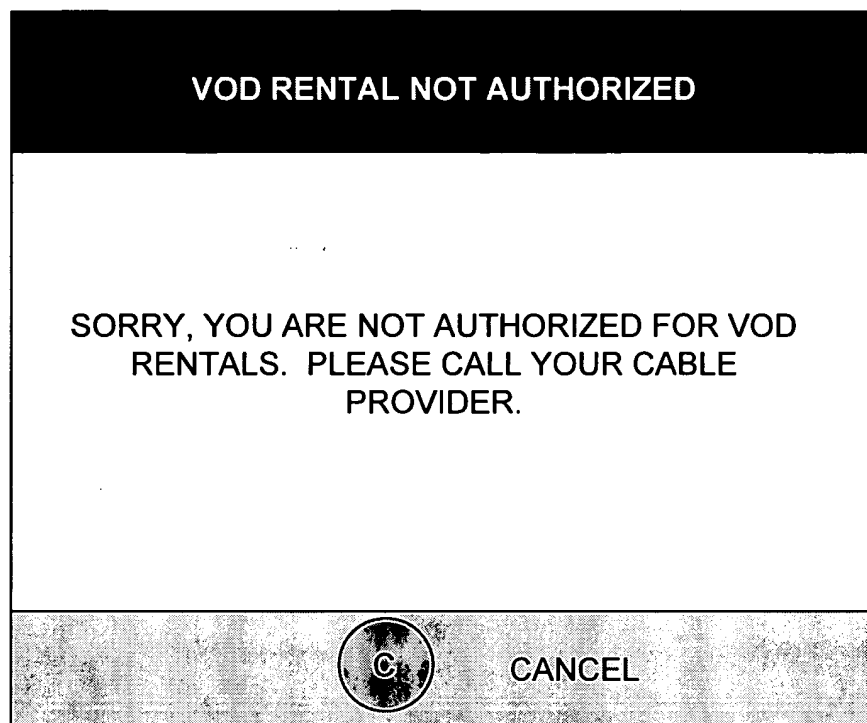 VOD RENTAL NOT AUTHORIZED
SORRY, YOU ARE NOT AUTHORIZED FOR VOD
RENTALS. PLEASE CALL YOUR CABLE
PROVIDER.
C CANCEL